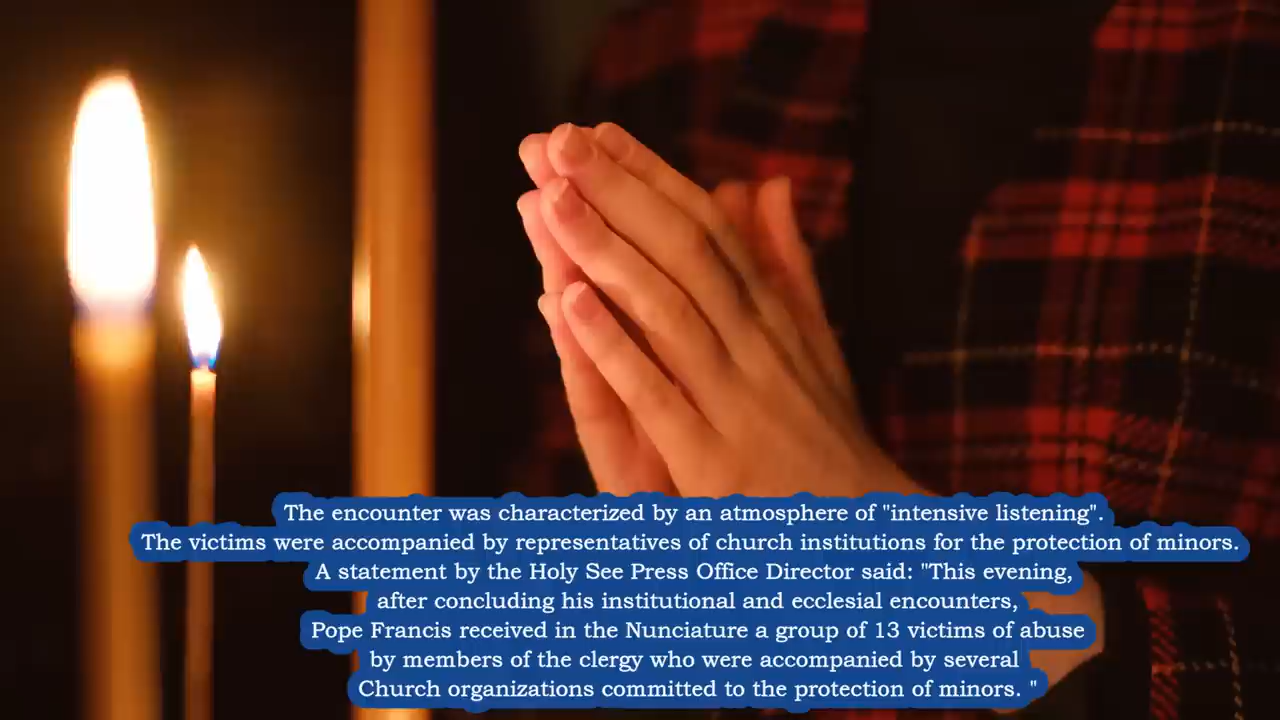 The encounter was characterized by an atmosphere of "intensive listening".
The victims were accompanied by representatives of church institutions for the protection of minors.
A statement by the Holy See Press Office Director said: "This evening,
after concluding his institutional and ecclesial encounters,
Pope Francis received in the Nunciature a group of 13 victims of abuse
by members of the clergy who were accompanied by several
Church organizations committed to the protection of minors. "